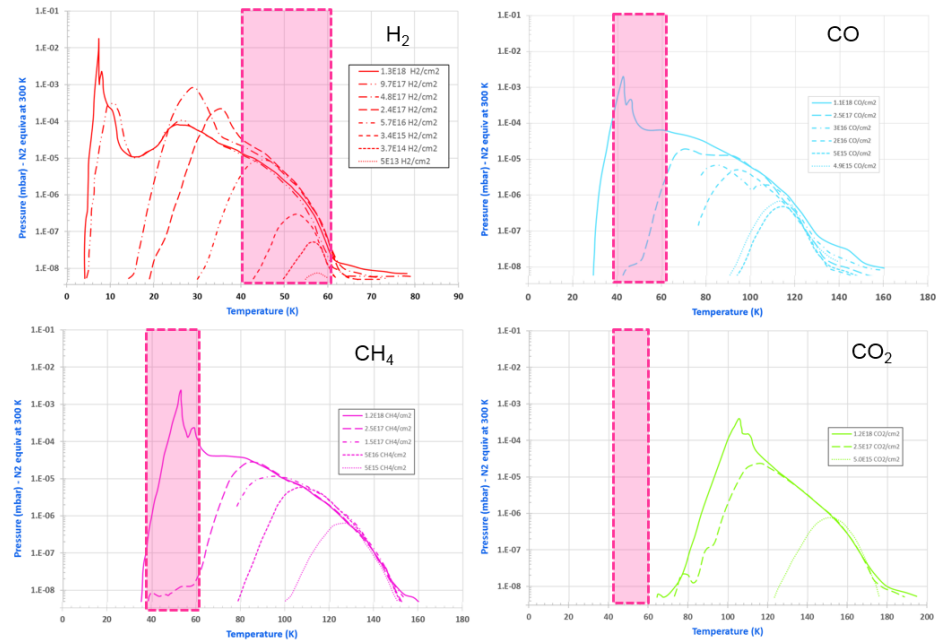 H2
1.E-01
1.E-02
1.E-03
1.E-04
1.E-05
1.E-06
1.E-07
1.E-08
Pressure (mbar) - N2 equiva at 300 K
0 10 20 30 40 50 60 70 80 90
Temperature (K)
1.3E18 H2/cm2
9.7E17 H2/cm2
4.8E17 H2/cm2
2.4E17 H2/cm2
5.7E16 H2/cm2
3.4E15 H2/cm2
3.7E14 H2/cm2
5E13 H2/cm2
CO
1.E-01
1.E-02
1.E-03
1.E-04
1.E-05
1.E-06
1.E-07
1.E-08
Pressure (mbar) - N2 equiv at 300 K
0 20 40 60 80 100 120 140 160 180
Temperature (K)
1.1E18 CO/cm2
2.5E17 CO/cm2
3E16 CO/cm2
2E16 CO/cm2
5E15 CO/cm2
4.9E15 CO/cm2
CH4
1.E-01
1.E-02
1.E-03
1.E-04
1.E-05
1.E-06
1.E-07
1.E-08
Pressure (mbar) - N2 equiv at 300 K
0 20 40 60 80 100 120 140 160 180
Temperature (K)
1.2E18 CH4/cm2
2.5E17 CH4/cm2
1.5E17 CH4/cm2
5E16 CH4/cm2
5E15 CH4/cm2
CO2
1.E-01
1.E-02
1.E-03
1.E-04
1.E-05
1.E-06
1.E-07
1.E-08
Pressure (mbar) - N2 equiv at 300 K
0 20 40 60 80 100 120 140 160 180 200
Temperature (K)
1.2E18 CO2/cm2
2.5E17 CO2/cm2
5.0E15 CO2/cm2